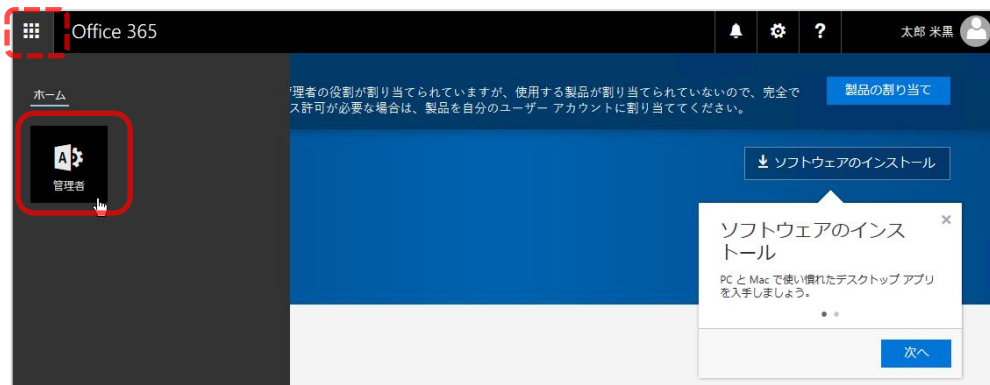 Office 365
?
太郎 米黒
ホーム
管理者
理者の役割が割り当てられていますが、使用する製品が割り当てられていないので、完全で
ス許可が必要な場合は、製品を自分のユーザー アカウントに割り当ててください。
製品の割り当て
ソフトウェアのインストール
ソフトウェアのインス
トール
PC と Mac で使い慣れたデスクトップ アプリ
を入手しましょう。
次へ